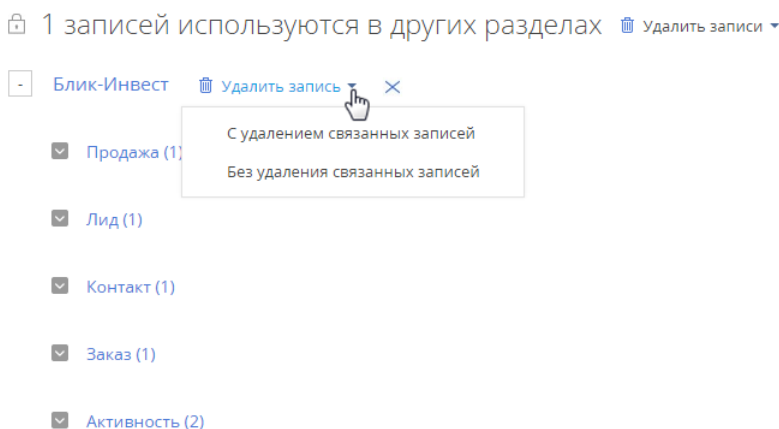 1 записей используются в других разделах Удалить записи
- Блик-Инвест Удалить запись
С удалением связанных записей
Продажа (1)
Без удаления связанных записей
Лид (1)
Контакт (1)
Заказ (1)
Активность (2)